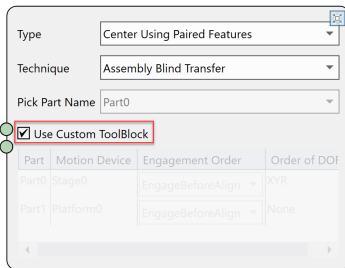 Type Center Using Paired Features
Technique Assembly Blind Transfer
Pick Part Name Part0
Use Custom ToolBlock
Part Motion Device Engagement Order Order of DOF
Part0 Stage0 EngageBeforeAlign XYR
Part1 Platform0 EngageBeforeAlign None